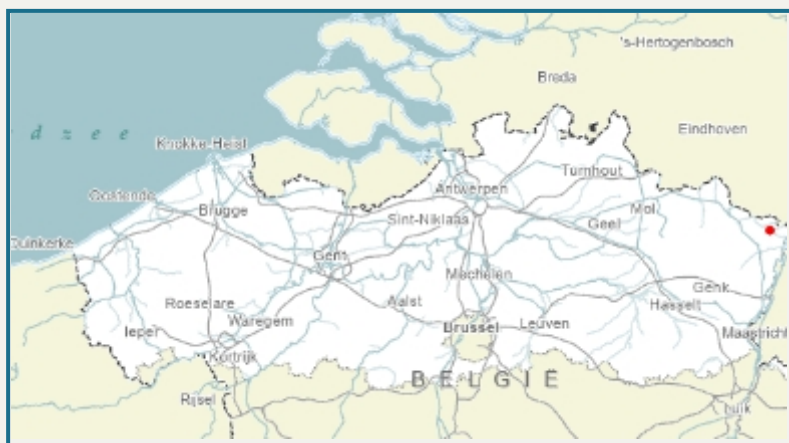 's-Hertogenbosch
Breda
d z e e
Eindhoven
Knokke-Heist
Turnhout
Antwerpen
Oostende
Mol
Brugge
Sint-Niklaas
Geel
Duinkerke
Gent
Mechelen
Genk
Roeselare
Aalst
Hasselt
Waregem
Ieper
Brussel
Leuven
Maastricht
Kortrijk
BELGIË
Rijsel
Luik